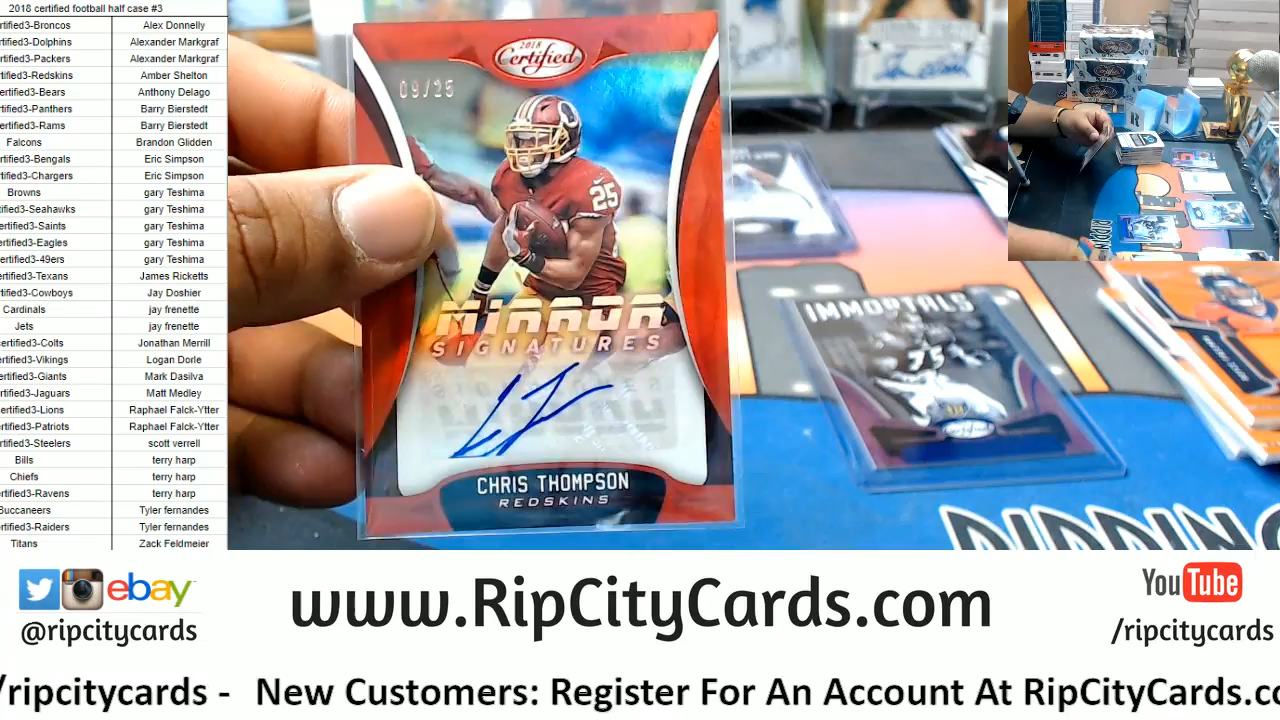 2018 certified football half case #3
ertified3-Broncos Alex Donnelly
rtified3-Dolphins Alexander Markgraf
rtified3-Packers Alexander Markgraf
rtified3-Redskins Amber Shelton
ertified3-Bears Anthony Delago
rtified3-Panthers Barry Bierstedt
ertified3-Rams Barry Bierstedt
Falcons Brandon Glidden
rtified3-Bengals Eric Simpson
rtified3-Chargers Eric Simpson
Browns gary Teshima
rtified3-Seahawks gary Teshima
ertified3-Saints gary Teshima
ertified3-Eagles gary Teshima
ertified3-49ers gary Teshima
ertified3-Texans James Ricketts
rtified3-Cowboys Jay Doshier
Cardinals jay frenette
Jets jay frenette
certified3-Colts Jonathan Merrill
rtified3-Vikings Logan Dorle
ertified3-Giants Mark Dasilva
rtified3-Jaguars Matt Medley
ertified3-Lions Raphael Falck-Ytter
rtified3-Patriots Raphael Falck-Ytter
rtified3-Steelers scott verrell
Bills terry harp
Chiefs terry harp
rtified3-Ravens terry harp
Buccaneers Tyler fernandes
ertified3-Raiders Tyler fernandes
Titans Zack Feldmeier
2018
Certified
09/25
25
MIRROR
SIGNATURES
CHRIS THOMPSON
REDSKINS
IMMORTALS
75
Certified
ebay
@ripcitycards
www.RipCityCards.com
YouTube
/ripcitycards
/ripcitycards - New Customers: Register For An Account At RipCityCards.co